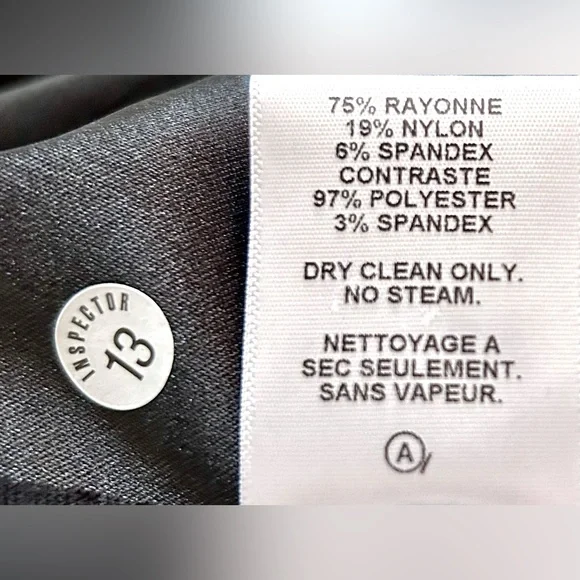 INSPECTOR
13
75% RAYONNE
19% NYLON
6% SPANDEX
CONTRASTE
97% POLYESTER
3% SPANDEX
DRY CLEAN ONLY.
NO STEAM.
NETTOYAGE A
SEC SEULEMENT.
SANS VAPEUR.
A